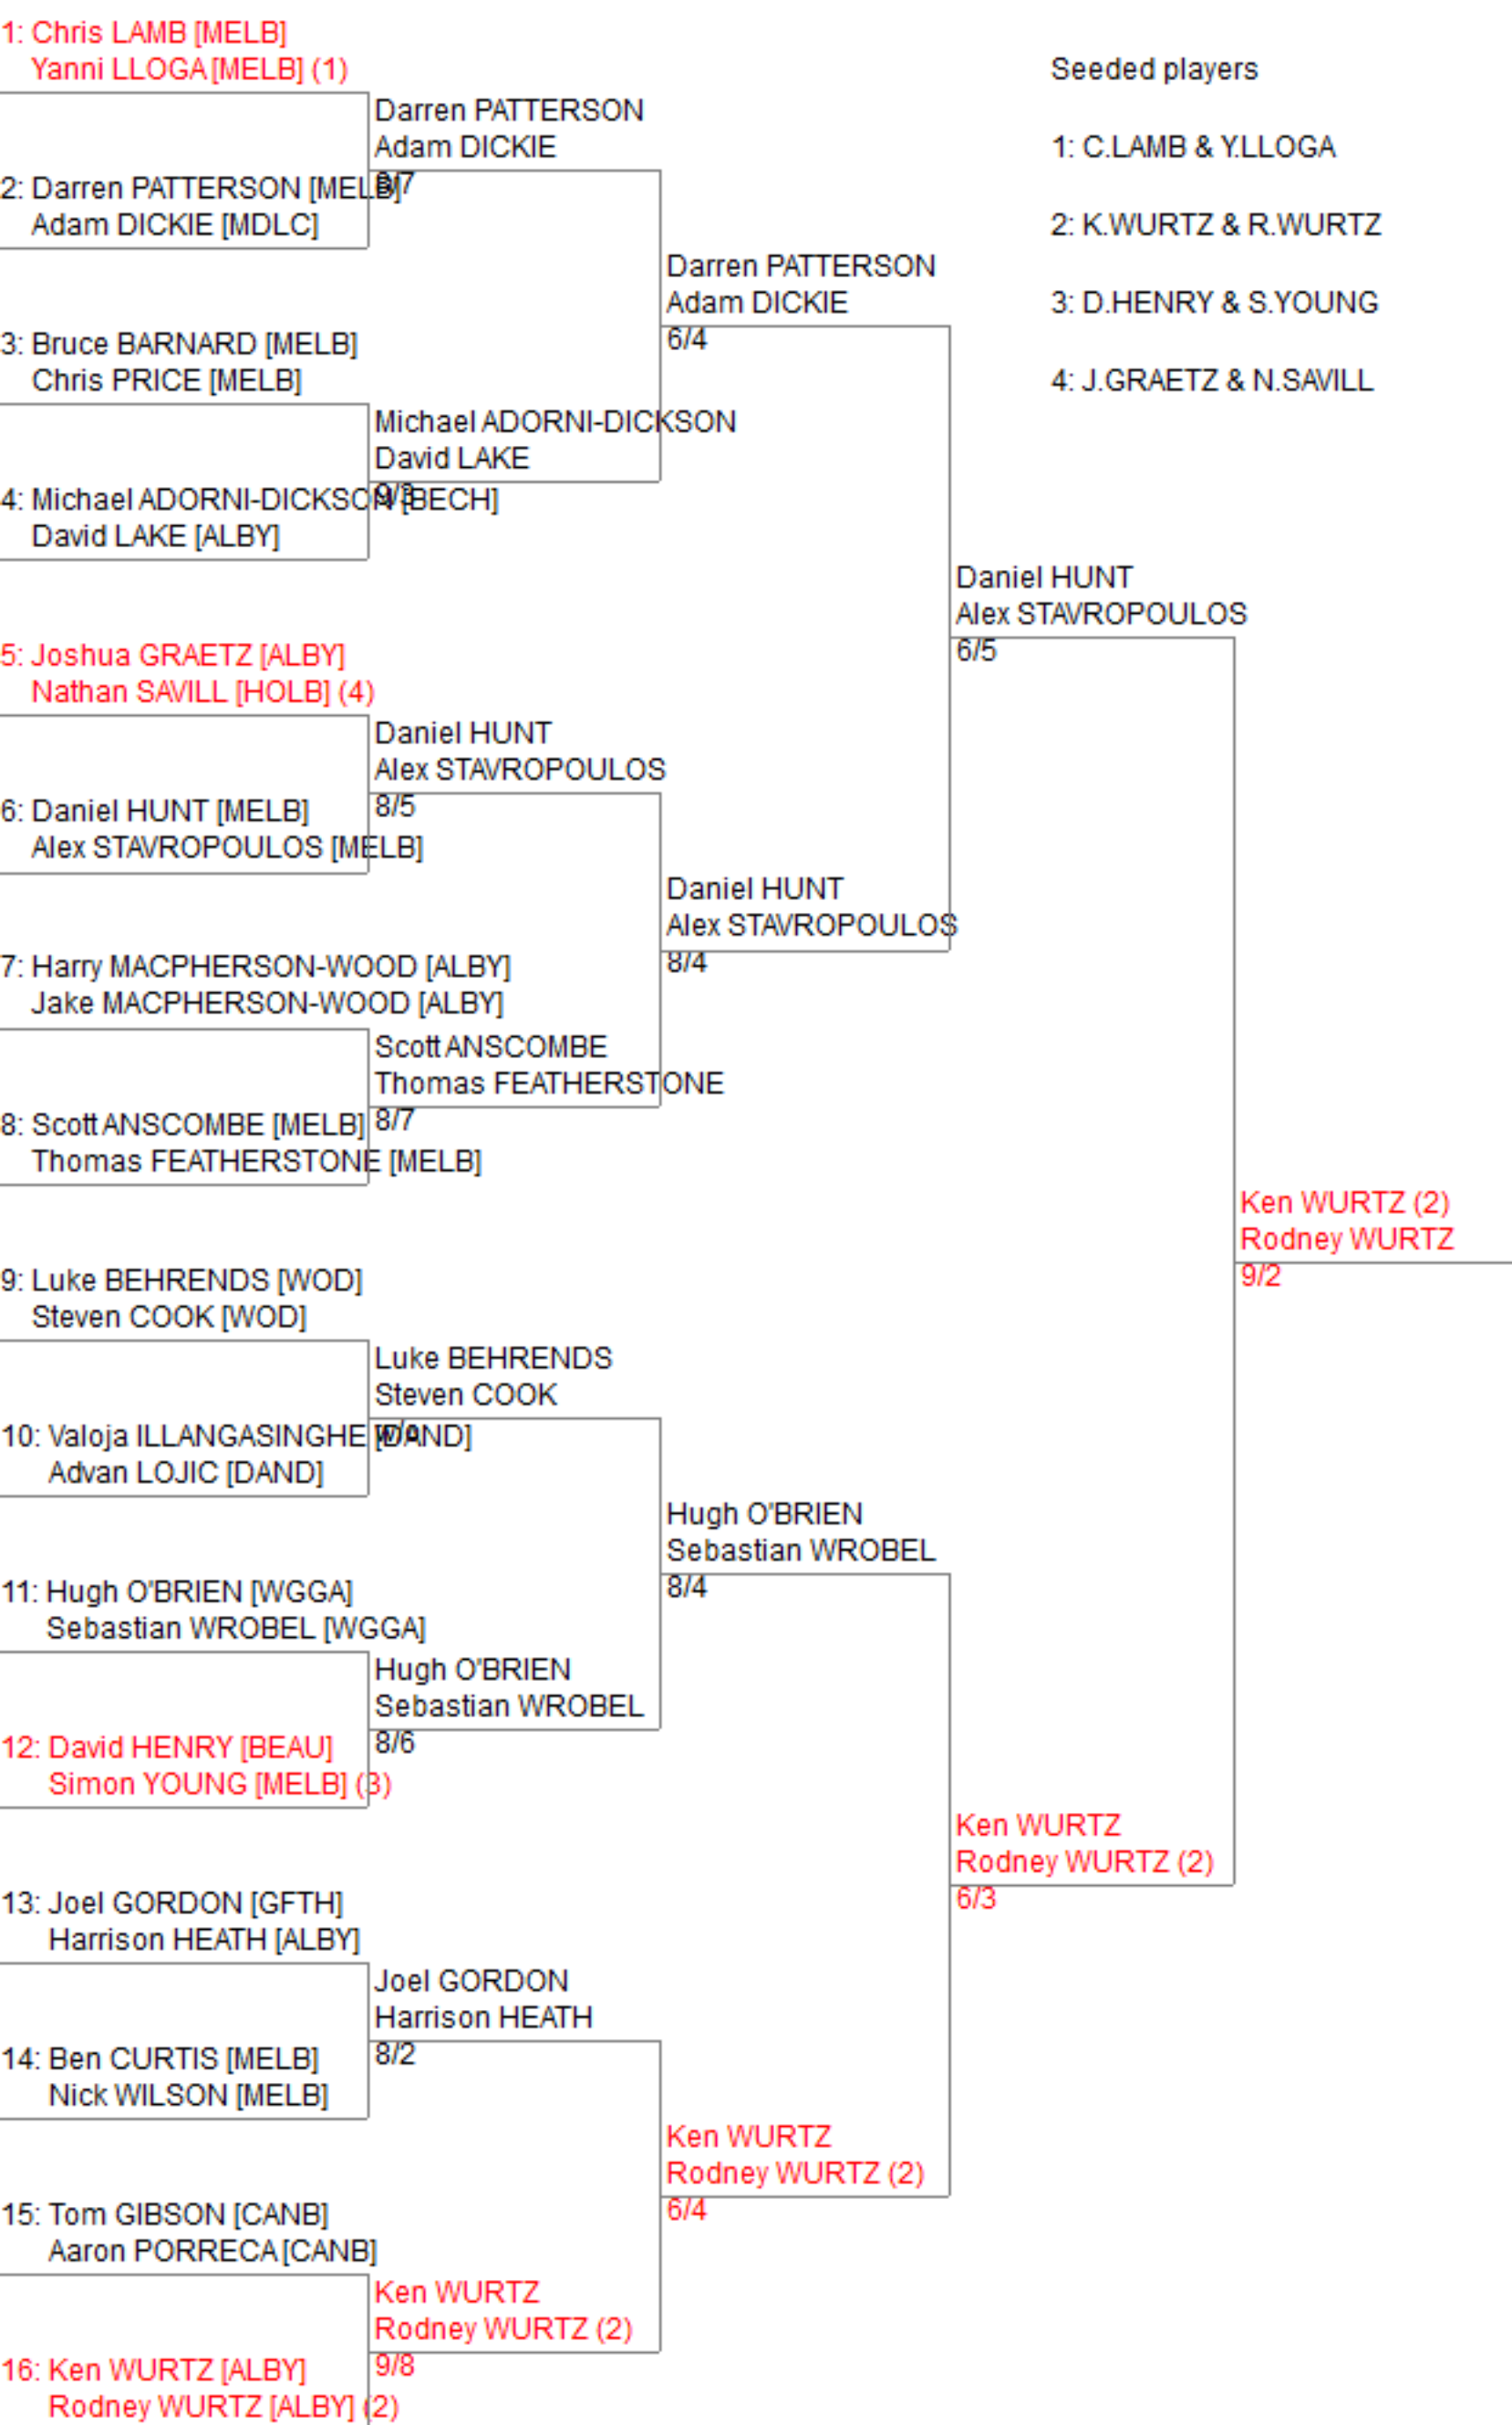 1: Chris LAMB [MELB]
Yanni LLOGA [MELB] (1)
Seeded players
Darren PATTERSON
Adam DICKIE
1: C.LAMB & Y.LLOGA
2: Darren PATTERSON [MELB]
Adam DICKIE [MDLC]
2: K.WURTZ & R.WURTZ
Darren PATTERSON
Adam DICKIE
6/4
3: D.HENRY & S.YOUNG
3: Bruce BARNARD [MELB]
Chris PRICE [MELB]
4: J.GRAETZ & N.SAVILL
Michael ADORNI-DICKSON
David LAKE
4: Michael ADORNI-DICKSON [BECH]
David LAKE [ALBY]
Daniel HUNT
Alex STAVROPOULOS
6/5
5: Joshua GRAETZ [ALBY]
Nathan SAVILL [HOLB] (4)
Daniel HUNT
Alex STAVROPOULOS
8/5
6: Daniel HUNT [MELB]
Alex STAVROPOULOS [MELB]
Daniel HUNT
Alex STAVROPOULOS
8/4
7: Harry MACPHERSON-WOOD [ALBY]
Jake MACPHERSON-WOOD [ALBY]
Scott ANSCOMBE
Thomas FEATHERSTONE
8/7
8: Scott ANSCOMBE [MELB]
Thomas FEATHERSTONE [MELB]
Ken WURTZ (2)
Rodney WURTZ
9/2
9: Luke BEHRENDS [WOD]
Steven COOK [WOD]
Luke BEHRENDS
Steven COOK
10: Valoja ILLANGASINGHE [DAND]
Advan LOJIC [DAND]
Hugh O'BRIEN
Sebastian WROBEL
8/4
11: Hugh O'BRIEN [WGGA]
Sebastian WROBEL [WGGA]
Hugh O'BRIEN
Sebastian WROBEL
8/6
12: David HENRY [BEAU]
Simon YOUNG [MELB] (3)
Ken WURTZ
Rodney WURTZ (2)
6/3
13: Joel GORDON [GFTH]
Harrison HEATH [ALBY]
Joel GORDON
Harrison HEATH
8/2
14: Ben CURTIS [MELB]
Nick WILSON [MELB]
Ken WURTZ
Rodney WURTZ (2)
6/4
15: Tom GIBSON [CANB]
Aaron PORRECA [CANB]
Ken WURTZ
Rodney WURTZ (2)
9/8
16: Ken WURTZ [ALBY]
Rodney WURTZ [ALBY] (2)